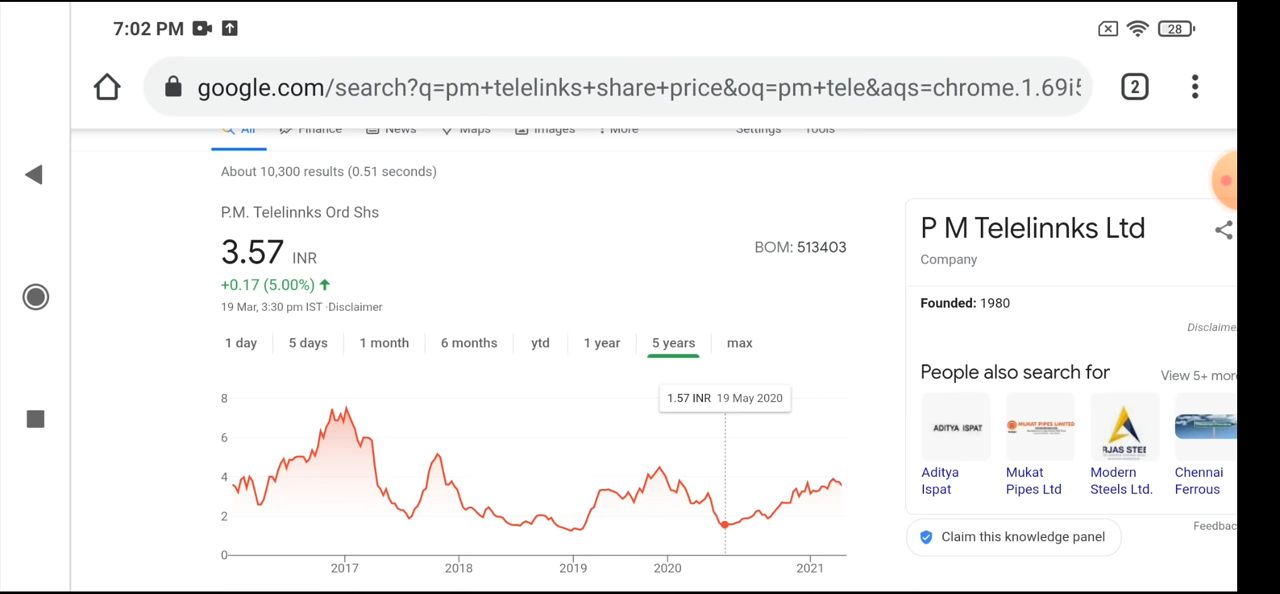 7:02 PM
28
google.com/search?q=pm+telelinks+share+price&oq=pm+tele&aqs=chrome.1.69i5
2
All Finance News Maps Images More Settings Tools
About 10,300 results (0.51 seconds)
P.M. Telelinnks Ord Shs
3.57 INR
BOM: 513403
+0.17 (5.00%)
19 Mar, 3:30 pm IST ·Disclaimer
1 day 5 days 1 month 6 months ytd 1 year 5 years max
1.57 INR 19 May 2020
8
6
4
2
0
2017 2018 2019 2020 2021
P M Telelinnks Ltd
Company
Founded: 1980
Disclaime
People also search for
View 5+ more
ADITYA ISPAT
MUKAT PIPES LIMITED
RJAS STEE
Aditya
Ispat
Mukat
Pipes Ltd
Modern
Steels Ltd.
Chennai
Ferrous
Feedbac
Claim this knowledge panel